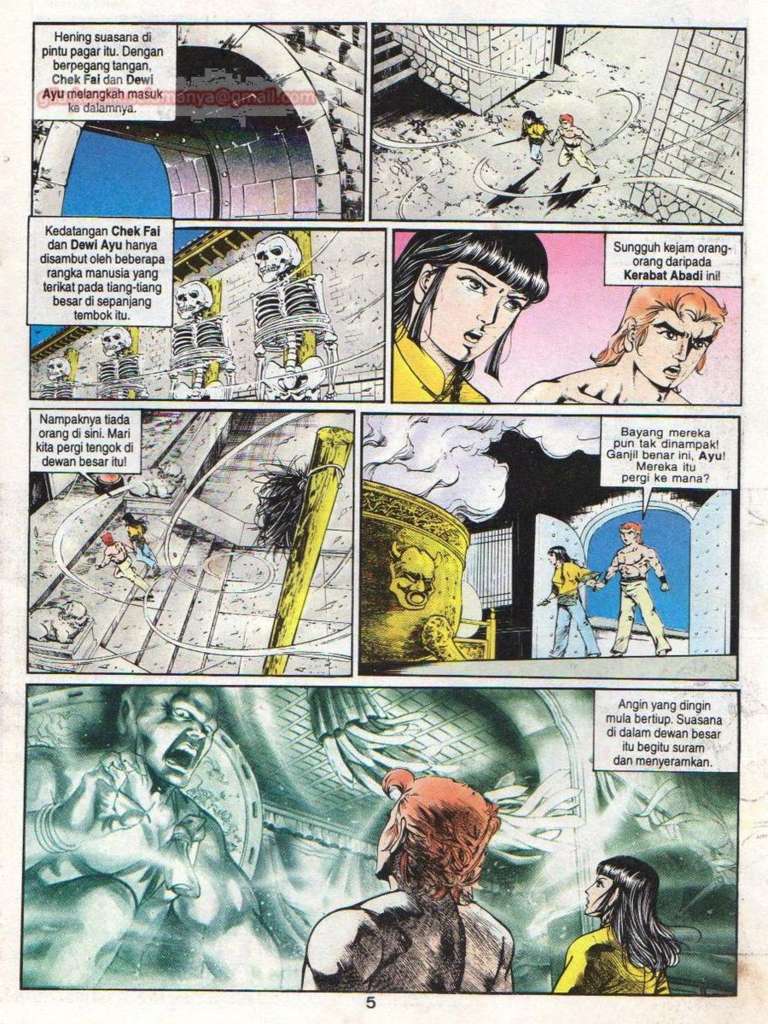 Hening suasana di
pintu pagar itu. Dengan
berpegang tangan,
Chek Fai dan Dewi
Ayu melangkah masuk
ke dalamnya.
Kedatangan Chek Fai
dan Dewi Ayu hanya
disambut oleh beberapa
rangka manusia yang
terikat pada tiang-tiang
besar di sepanjang
tembok itu.
Sungguh kejam orang-
orang daripada
Kerabat Abadi ini!
Nampaknya tiada
orang di sini. Mari
kita pergi tengok di
dewan besar itu!
Bayang mereka
pun tak dinampak!
Ganjil benar ini, Ayu!
Mereka itu
pergi ke mana?
Angin yang dingin
mula bertiup. Suasana
di dalam dewan besar
itu begitu suram
dan menyeramkan.
5